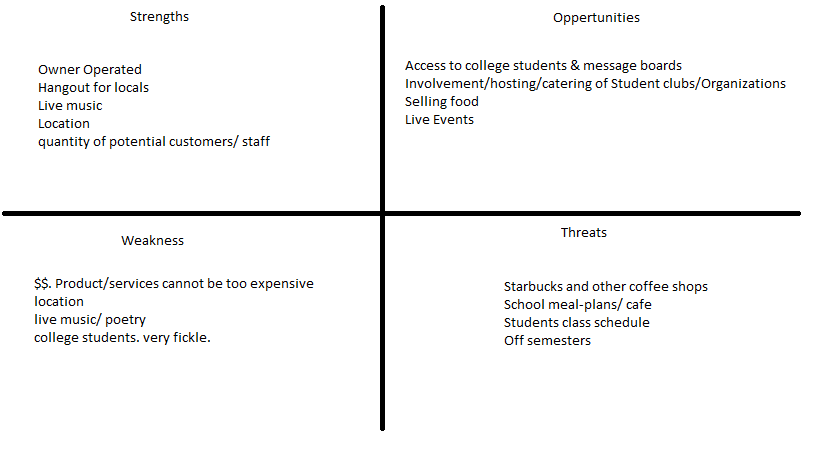 Strengths
Owner Operated
Hangout for locals
Live music
Location
quantity of potential customers/ staff
Oppertunities
Access to college students & message boards
Involvement/hosting/catering of Student clubs/Organizations
Selling food
Live Events
Weakness
$$. Product/services cannot be too expensive
location
live music/ poetry
college students. very fickle.
Threats
Starbucks and other coffee shops
School meal-plans/ cafe
Students class schedule
Off semesters